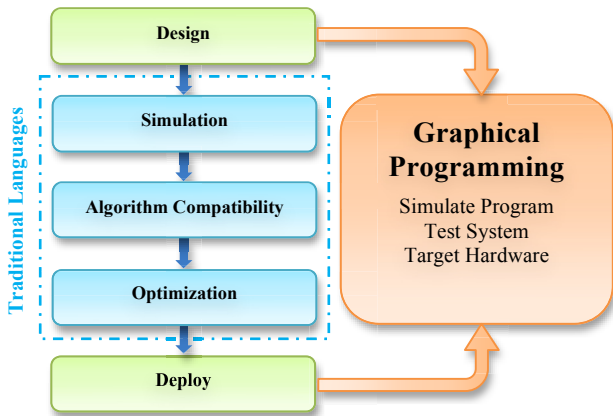 Design
Traditional Languages
Simulation
Algorithm Compatibility
Optimization
Deploy
Graphical
Programming
Simulate Program
Test System
Target Hardware